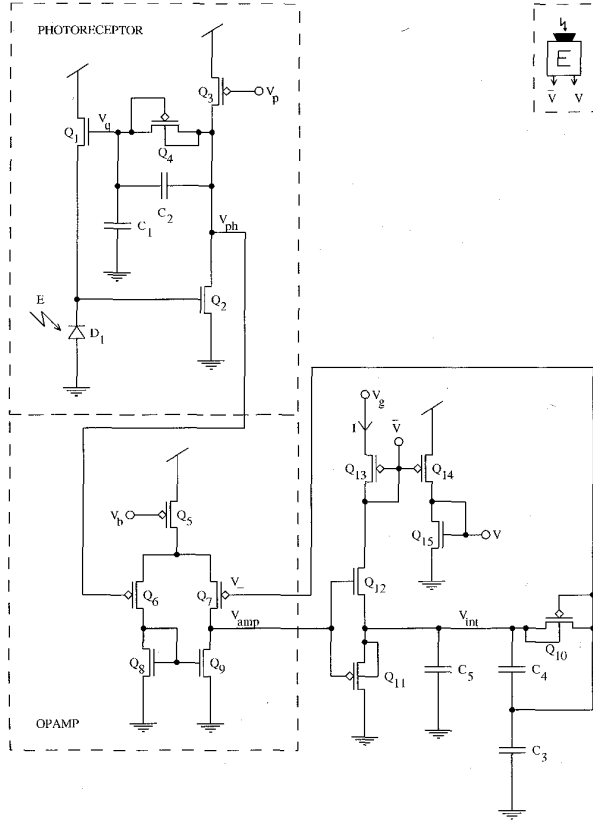 PHOTORECEPTOR
E
V̄ V
Q1
Vq
Q4
Q3
Vp
C2
C1
Vph
Q2
E
D1
Vg
I
V̄
Q13
Q14
Q15
V
Vb
Q5
Q6
Q7
V_
Q12
Vamp
Vint
Q8
Q9
Q11
C5
C4
Q10
C3
OPAMP